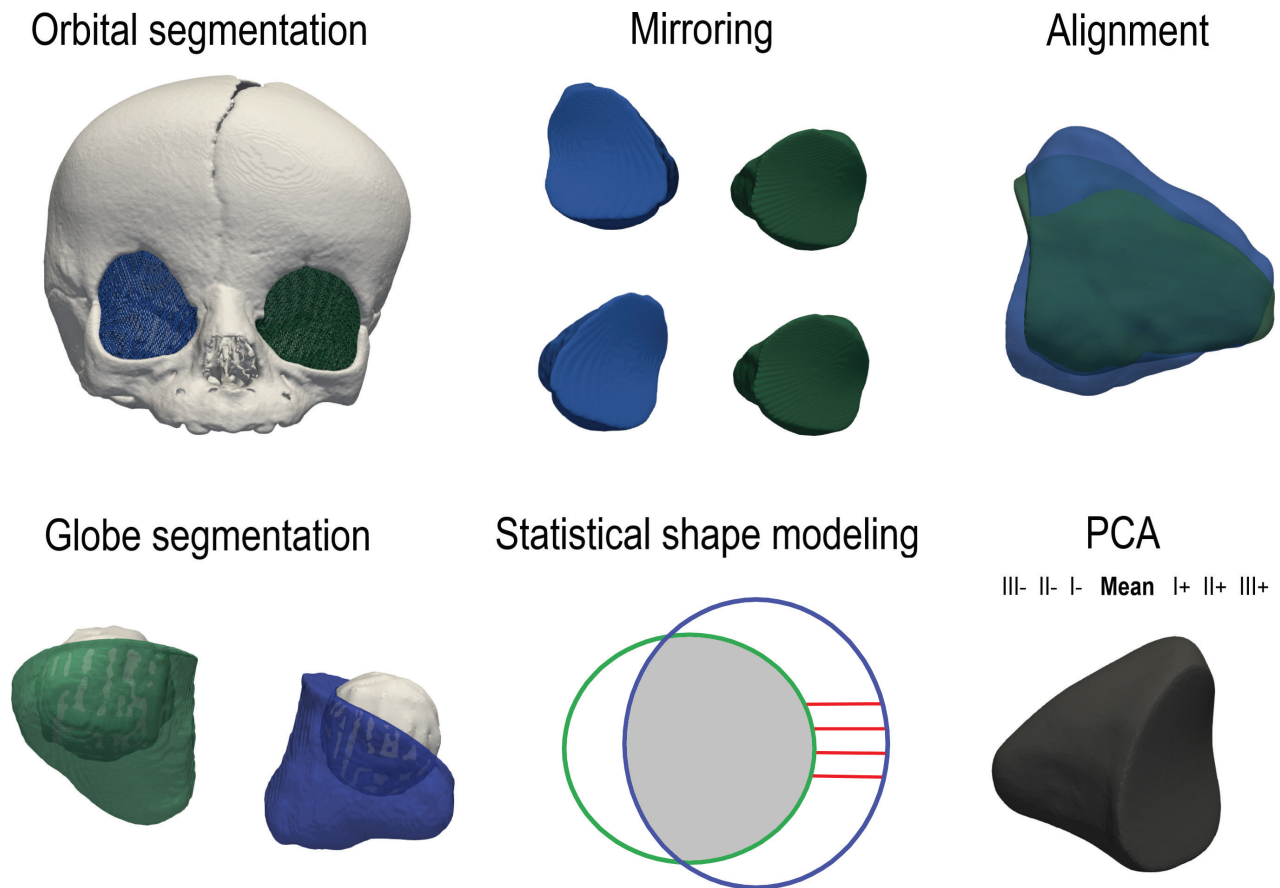 Orbital segmentation
Mirroring
Alignment
Globe segmentation
Statistical shape modeling
PCA
III- II- I- Mean I+ II+ III+